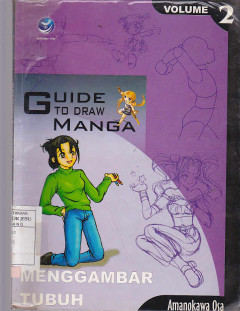 VOLUME 2
GUIDE
TO DRAW
MANGA
MENGGAMBAR
TUBUH
Amanokawa Osa